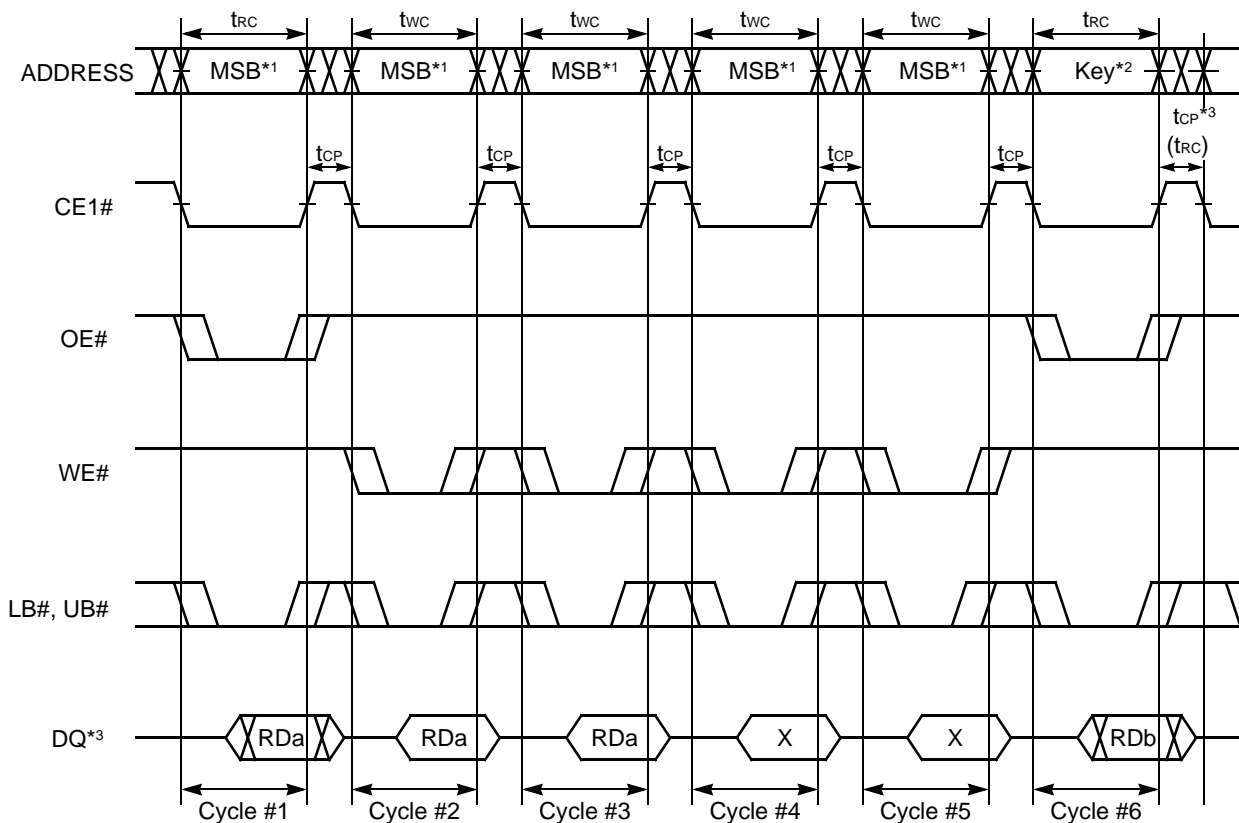 tRC tWC tWC tWC tWC tRC
ADDRESS MSB*1 MSB*1 MSB*1 MSB*1 MSB*1 Key*2
tCP tCP tCP tCP tCP tCP*3
(tRC)
CE1#
OE#
WE#
LB#, UB#
DQ*3 RDa RDa RDa X X RDb
Cycle #1 Cycle #2 Cycle #3 Cycle #4 Cycle #5 Cycle #6